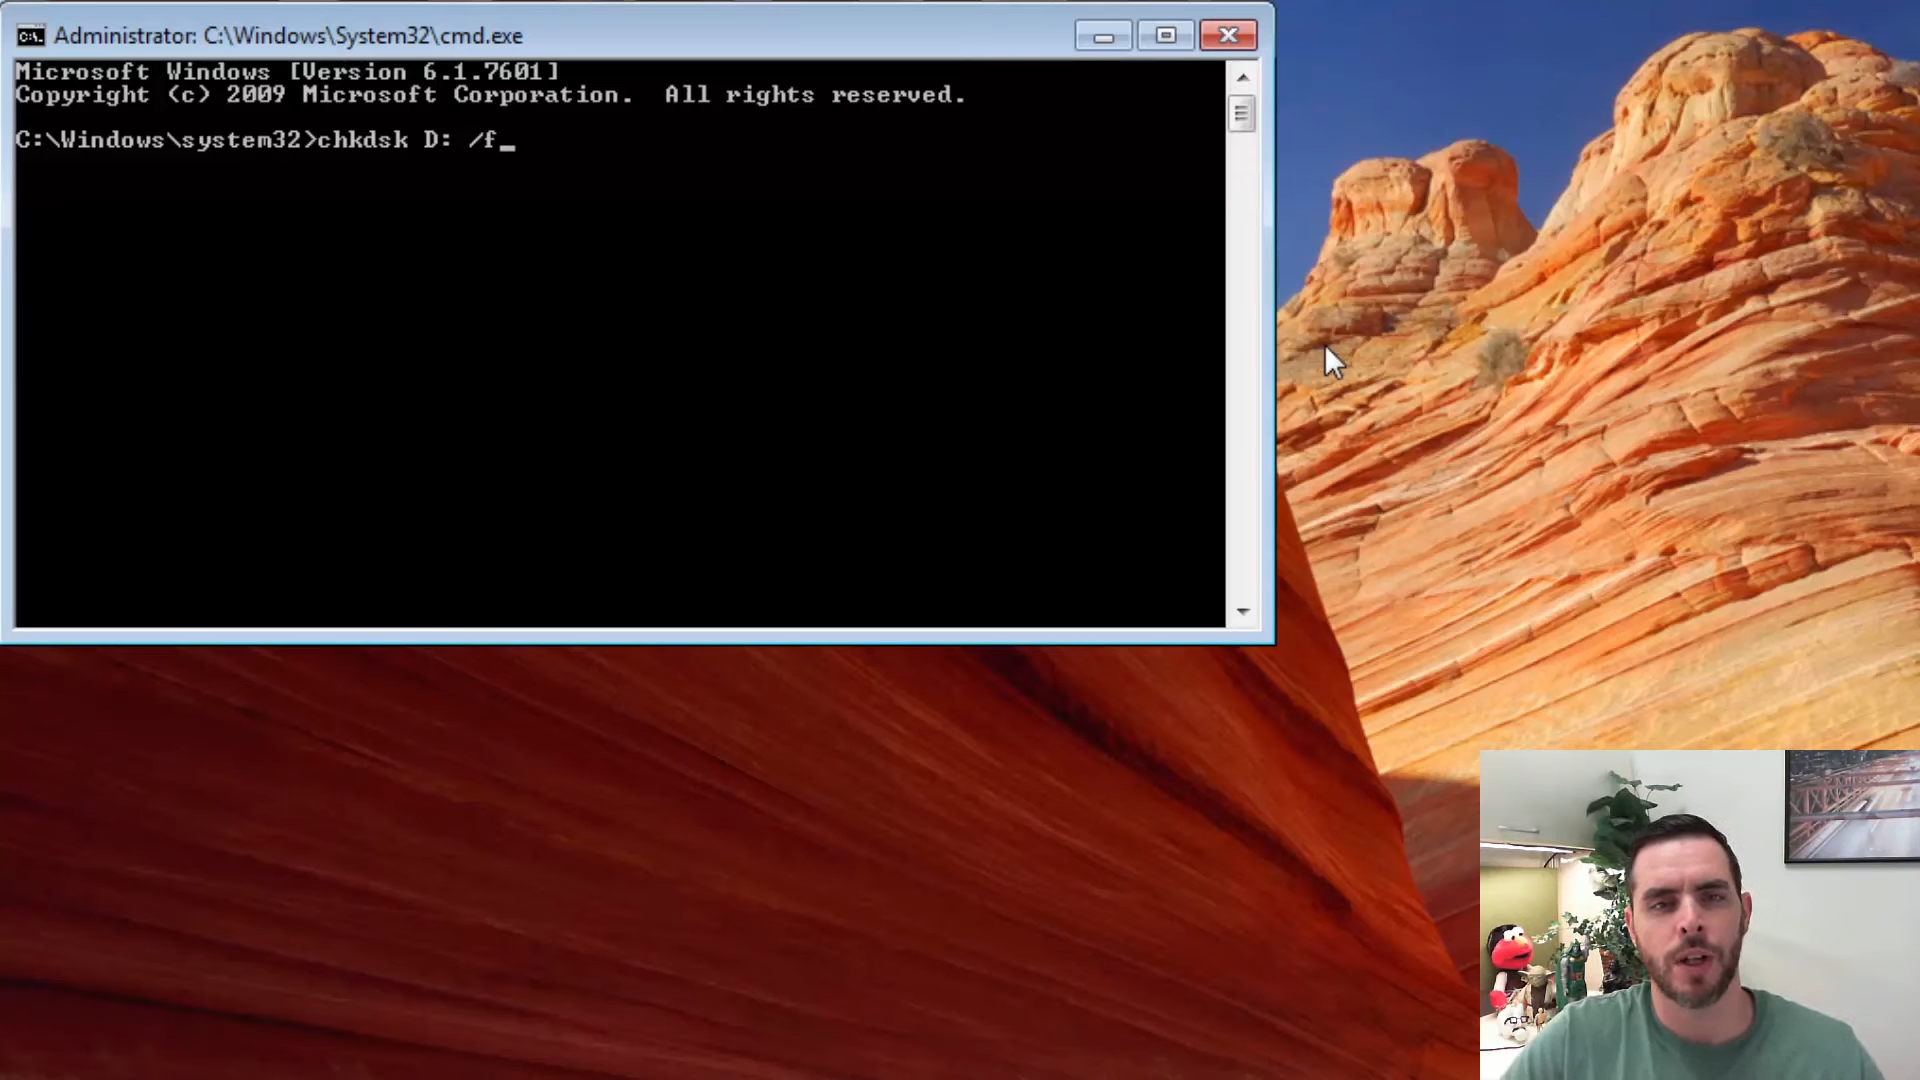 Administrator: C:\Windows\System32\cmd.exe
Microsoft Windows [Version 6.1.7601]
Copyright (c) 2009 Microsoft Corporation.  All rights reserved.
C:\Windows\system32>chkdsk D: /f_